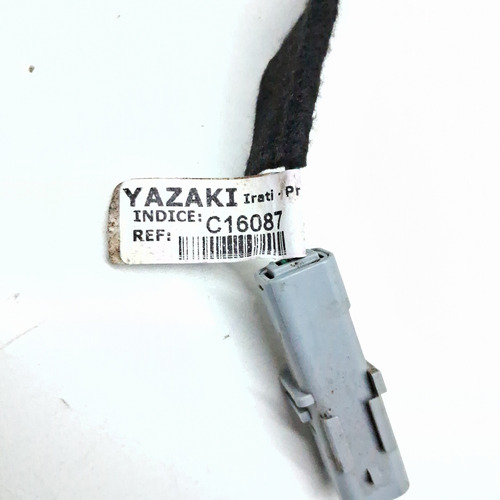 YAZAKI Irati - Pr
INDICE: C16087
REF: